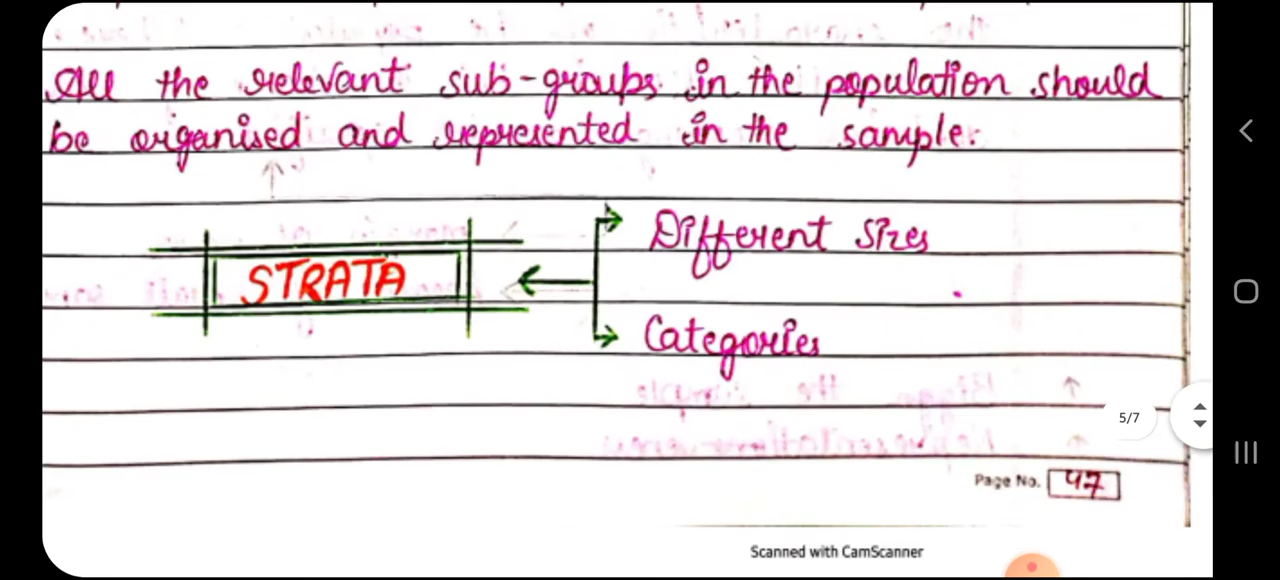 All the relevant sub-groups in the population should
be organised and represented in the sample.
STRATA
Different Sizes
Categories
5/7
Page No. 47
Scanned with CamScanner